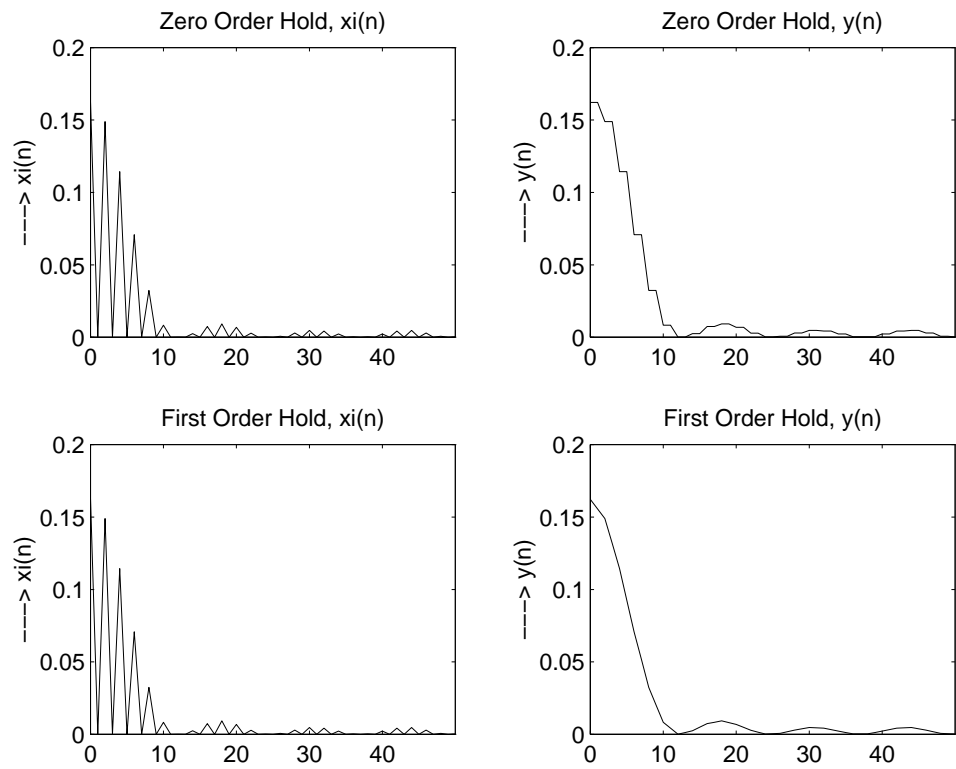 Zero Order Hold, xi(n)
0.2
0.15
0.1
0.05
0
0 10 20 30 40
———> xi(n)
Zero Order Hold, y(n)
0.2
0.15
0.1
0.05
0
0 10 20 30 40
———> y(n)
First Order Hold, xi(n)
0.2
0.15
0.1
0.05
0
0 10 20 30 40
———> xi(n)
First Order Hold, y(n)
0.2
0.15
0.1
0.05
0
0 10 20 30 40
———> y(n)